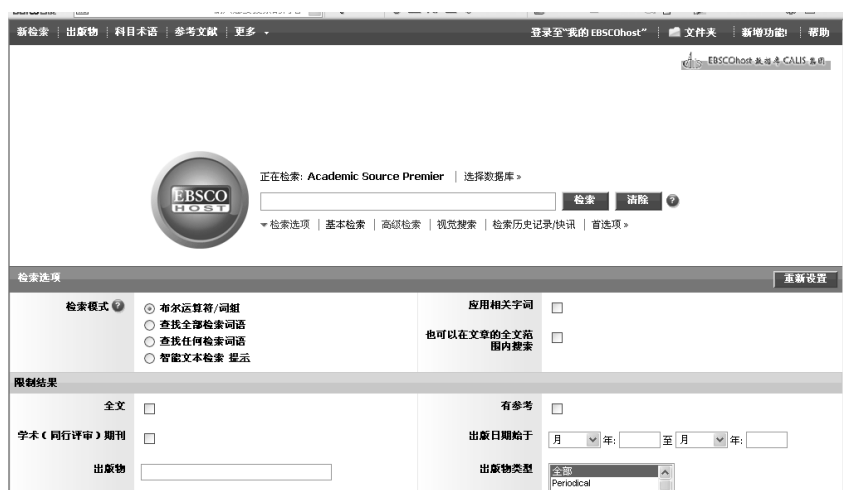 新检索 出版物 科目术语 参考文献 更多
登录至“我的 EBSCOhost” 文件夹 新增功能! 帮助
EBSCOhost 数据库 CALIS 集团
正在检索: Academic Source Premier 选择数据库 »
EBSCO HOST
检索 清除 ?
检索选项 基本检索 高级检索 视觉搜索 检索历史记录/快讯 首选项 »
检索选项 重新设置
检索模式 ?
布尔运算符/词组
查找全部检索词语
查找任何检索词语
智能文本检索 提示
应用相关字词
也可以在文章的全文范
围内搜索
限制结果
全文
有参考
学术(同行评审)期刊
出版日期始于 月 年: 至 月 年:
出版物
出版物类型 全部
Periodical